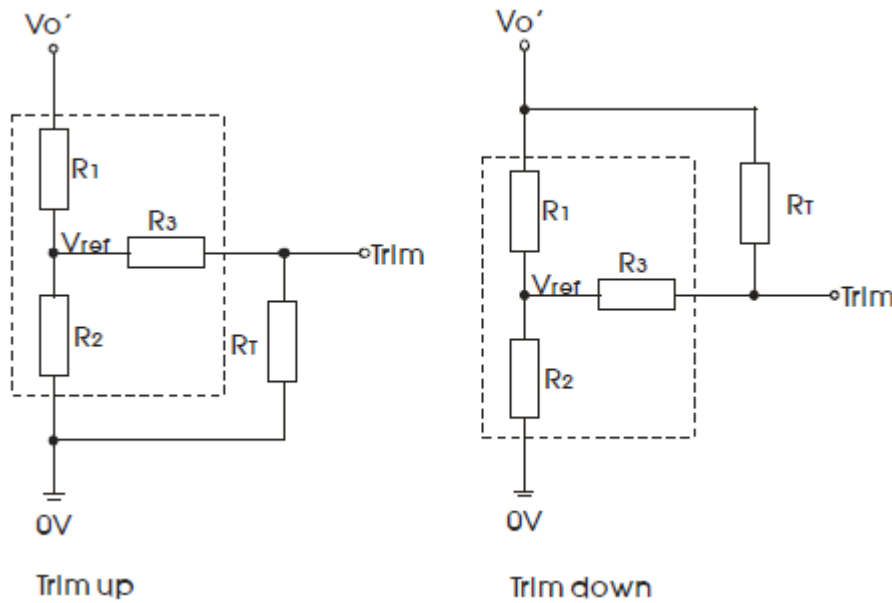 Vo'
R1
R3
Vref
Trim
R2
RT
0V
Trim up
Vo'
R1
RT
R3
Vref
Trim
R2
0V
Trim down